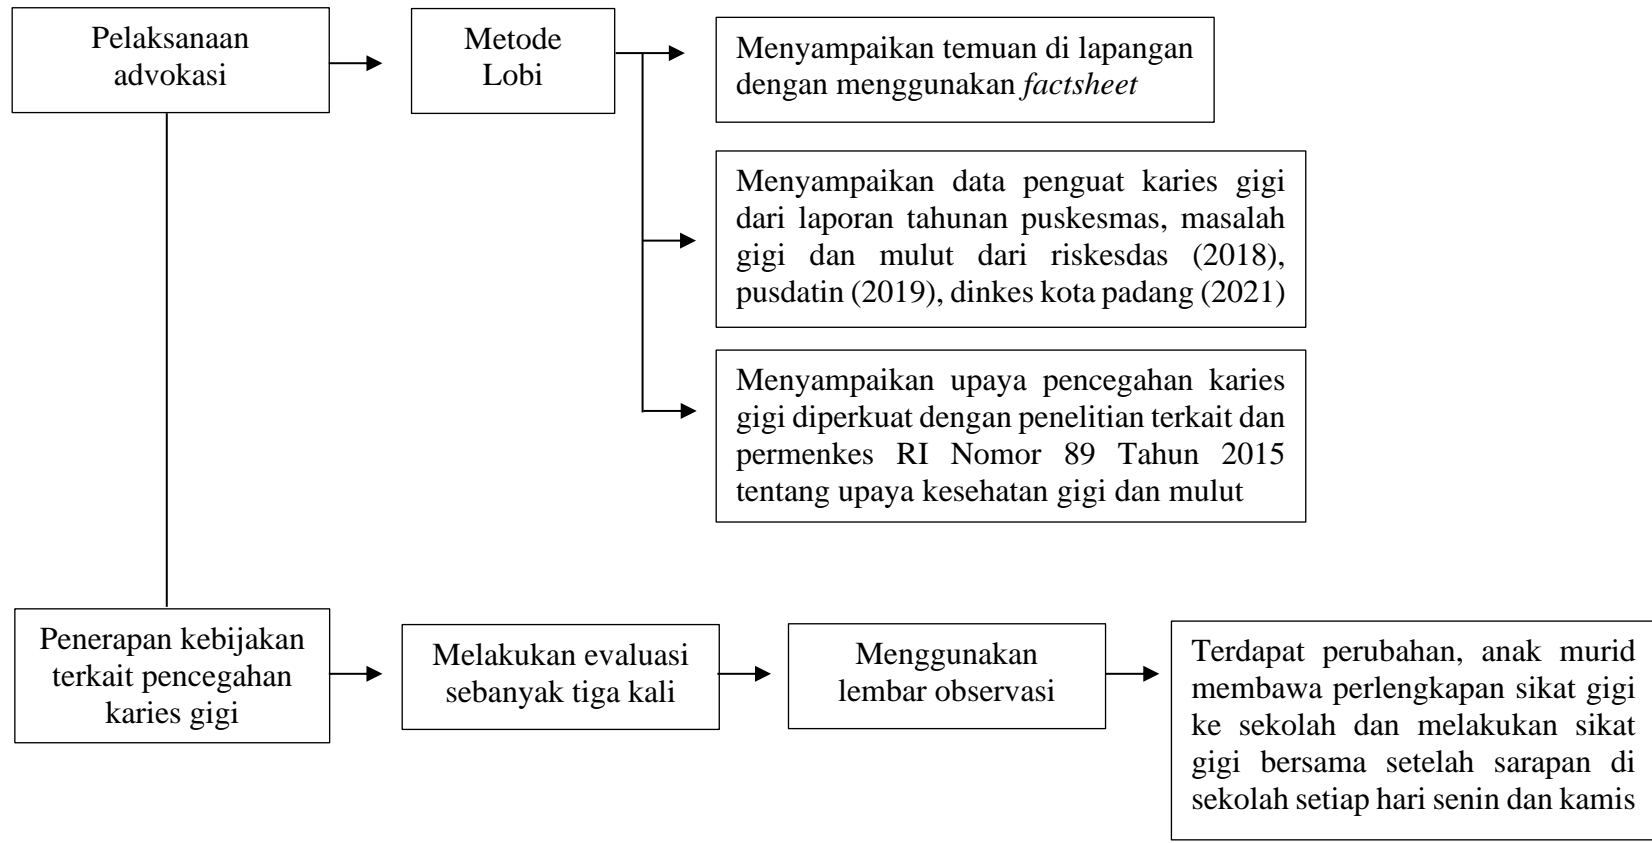 Pelaksanaan
advokasi
Metode
Lobi
Menyampaikan temuan di lapangan
dengan menggunakan factsheet
Menyampaikan data penguat karies gigi
dari laporan tahunan puskesmas, masalah
gigi dan mulut dari riskesdas (2018),
pusdatin (2019), dinkes kota padang (2021)
Menyampaikan upaya pencegahan karies
gigi diperkuat dengan penelitian terkait dan
permenkes RI Nomor 89 Tahun 2015
tentang upaya kesehatan gigi dan mulut
Penerapan kebijakan
terkait pencegahan
karies gigi
Melakukan evaluasi
sebanyak tiga kali
Menggunakan
lembar observasi
Terdapat perubahan, anak murid
membawa perlengkapan sikat gigi
ke sekolah dan melakukan sikat
gigi bersama setelah sarapan di
sekolah setiap hari senin dan kamis